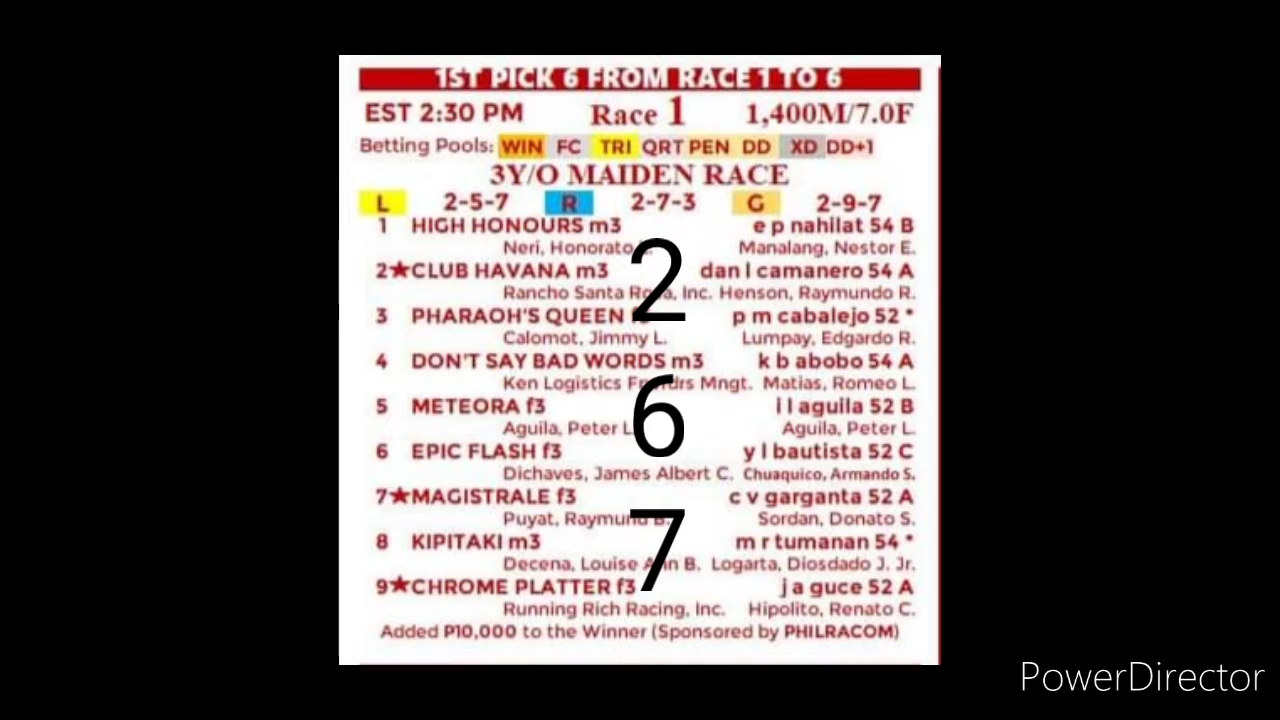 1ST PICK 6 FROM RACE 1 TO 6
EST 2:30 PM Race 1 1,400M/7.0F
Betting Pools: WIN FC TRI QRT PEN DD XD DD+1
3Y/O MAIDEN RACE
L 2-5-7 R 2-7-3 G 2-9-7
1 HIGH HONOURS m3 e p nahilat 54 B
Neri, Honorato Manalang, Nestor E.
2★CLUB HAVANA m3 dan l camanero 54 A
Rancho Santa Rosa, Inc. Henson, Raymundo R.
2
3 PHARAOH'S QUEEN p m cabalejo 52 *
Calomot, Jimmy L. Lumpay, Edgardo R.
4 DON'T SAY BAD WORDS m3 k b abobo 54 A
Ken Logistics Mngt. Matias, Romeo L.
5 METEORA f3 i l aguila 52 B
Aguila, Peter L. Aguila, Peter L.
6
6 EPIC FLASH f3 y l bautista 52 C
Dichaves, James Albert C. Chuaquico, Armando S.
7★MAGISTRALE f3 c v garganta 52 A
Puyat, Raymund B. Sordan, Donato S.
8 KIPITAKI m3 m r tumanan 54 *
Decena, Louise Ann B. Logarta, Diosdado J. Jr.
7
9★CHROME PLATTER f3 j a guce 52 A
Running Rich Racing, Inc. Hipolito, Renato C.
Added P10,000 to the Winner (Sponsored by PHILRACOM)
PowerDirector